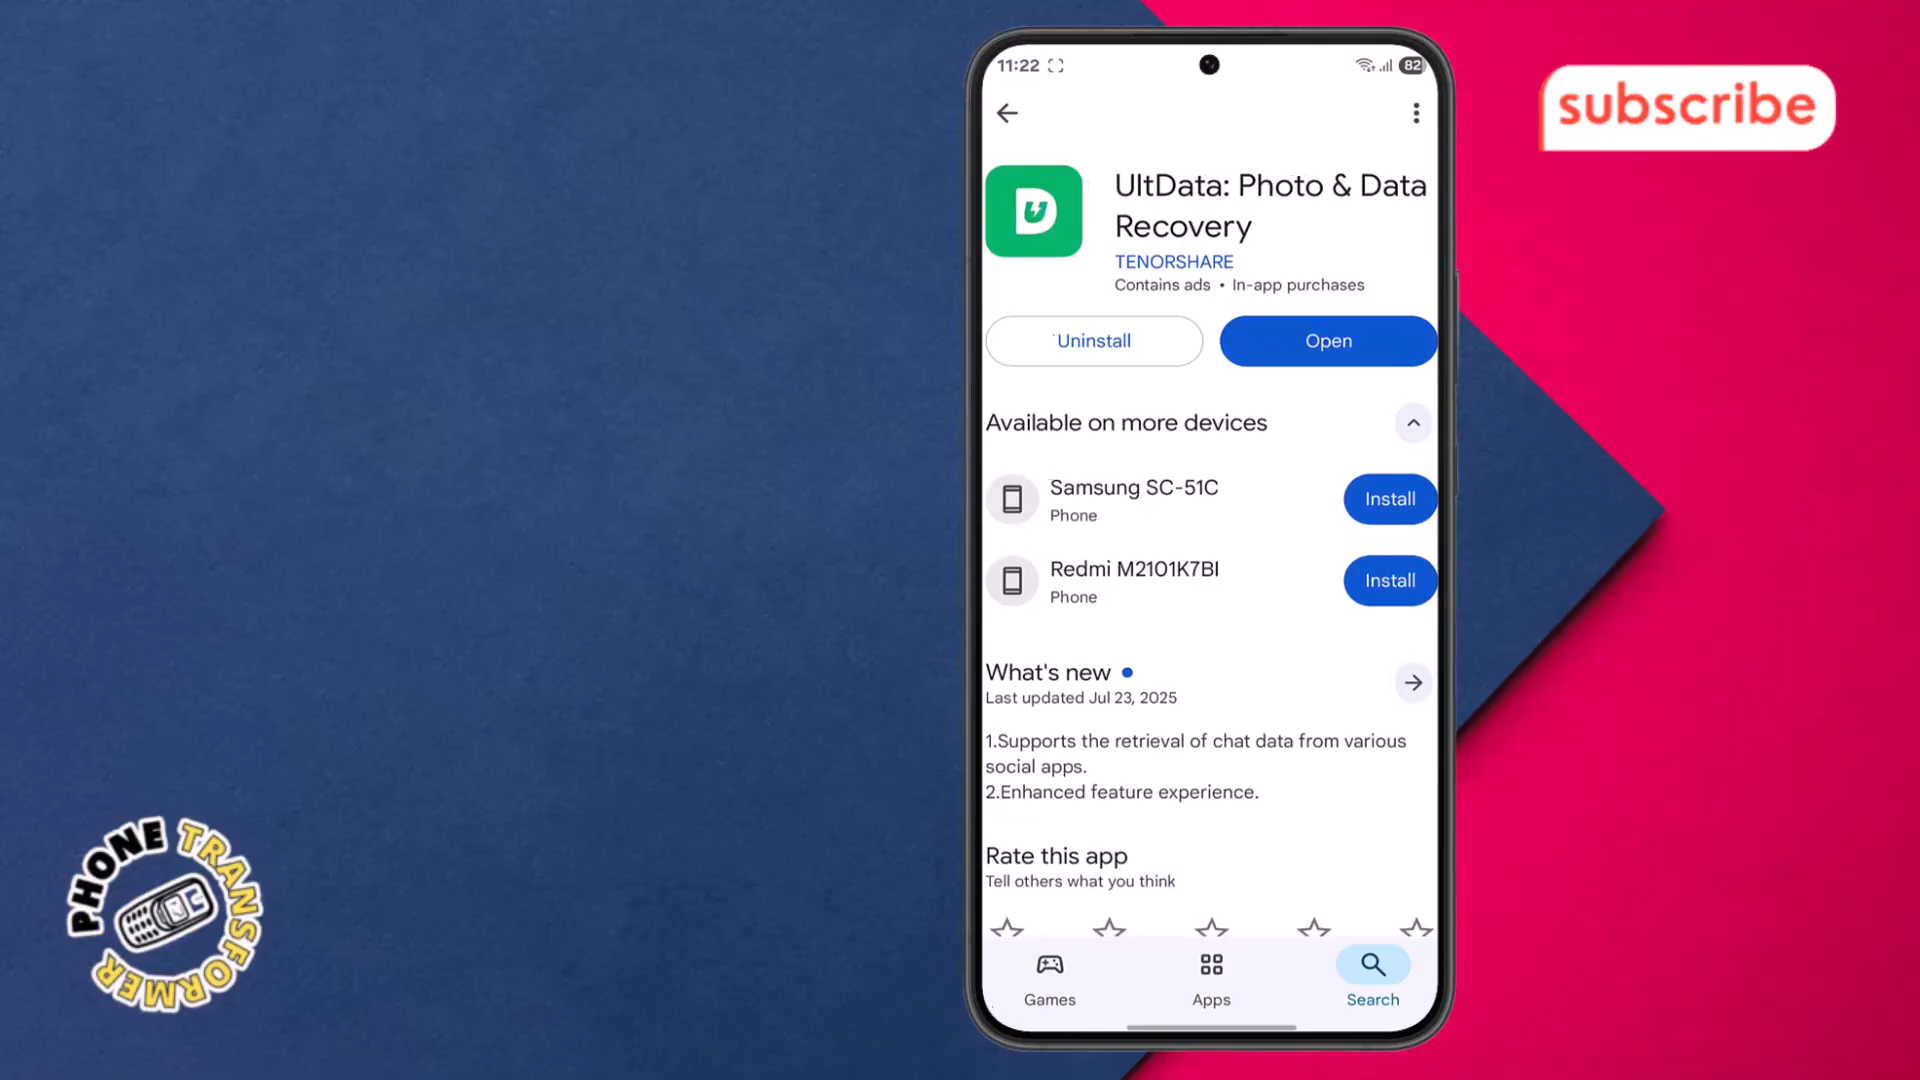 11:22
82
subscribe
UltData: Photo & Data
Recovery
TENORSHARE
Contains ads • In-app purchases
Uninstall
Open
Available on more devices
Samsung SC-51C
Phone
Install
Redmi M2101K7BI
Phone
Install
What's new
Last updated Jul 23, 2025
1.Supports the retrieval of chat data from various
social apps.
2.Enhanced feature experience.
Rate this app
Tell others what you think
Games
Apps
Search
PHONE TRANSFORMER